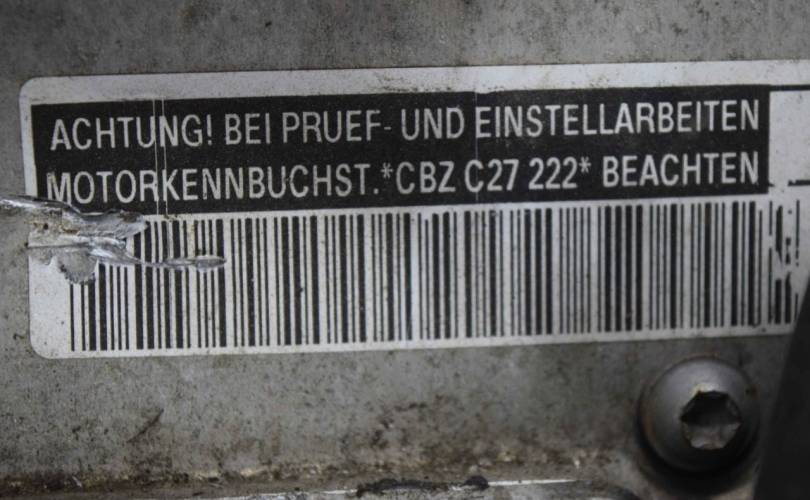 ACHTUNG! BEI PRUEF- UND EINSTELLARBEITEN
MOTORKENNBUCHST.*CBZ C27 222* BEACHTEN